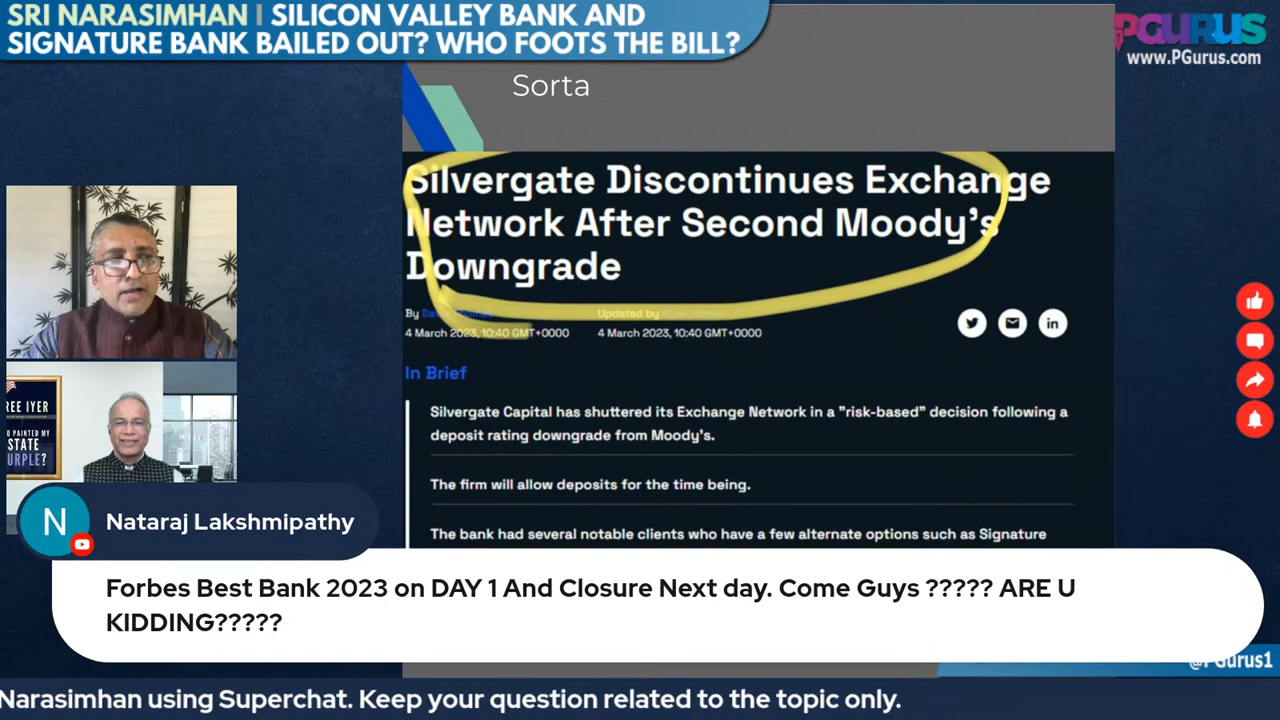 SRI NARASIMHAN | SILICON VALLEY BANK AND
SIGNATURE BANK BAILED OUT? WHO FOOTS THE BILL?
PGURUS
www.PGurus.com
Sorta
Silvergate Discontinues Exchange
Network After Second Moody's
Downgrade
By
Updated by
4 March 2023, 10:40 GMT+0000
4 March 2023, 10:40 GMT+0000
In Brief
Silvergate Capital has shuttered its Exchange Network in a "risk-based" decision following a
deposit rating downgrade from Moody's.
The firm will allow deposits for the time being.
The bank had several notable clients who have a few alternate options such as Signature
REE IYER
PAINTED MY
STATE
URPLE?
N
Nataraj Lakshmipathy
Forbes Best Bank 2023 on DAY 1 And Closure Next day. Come Guys ????? ARE U
KIDDING?????
@PGurus1
Narasimhan using Superchat. Keep your question related to the topic only.